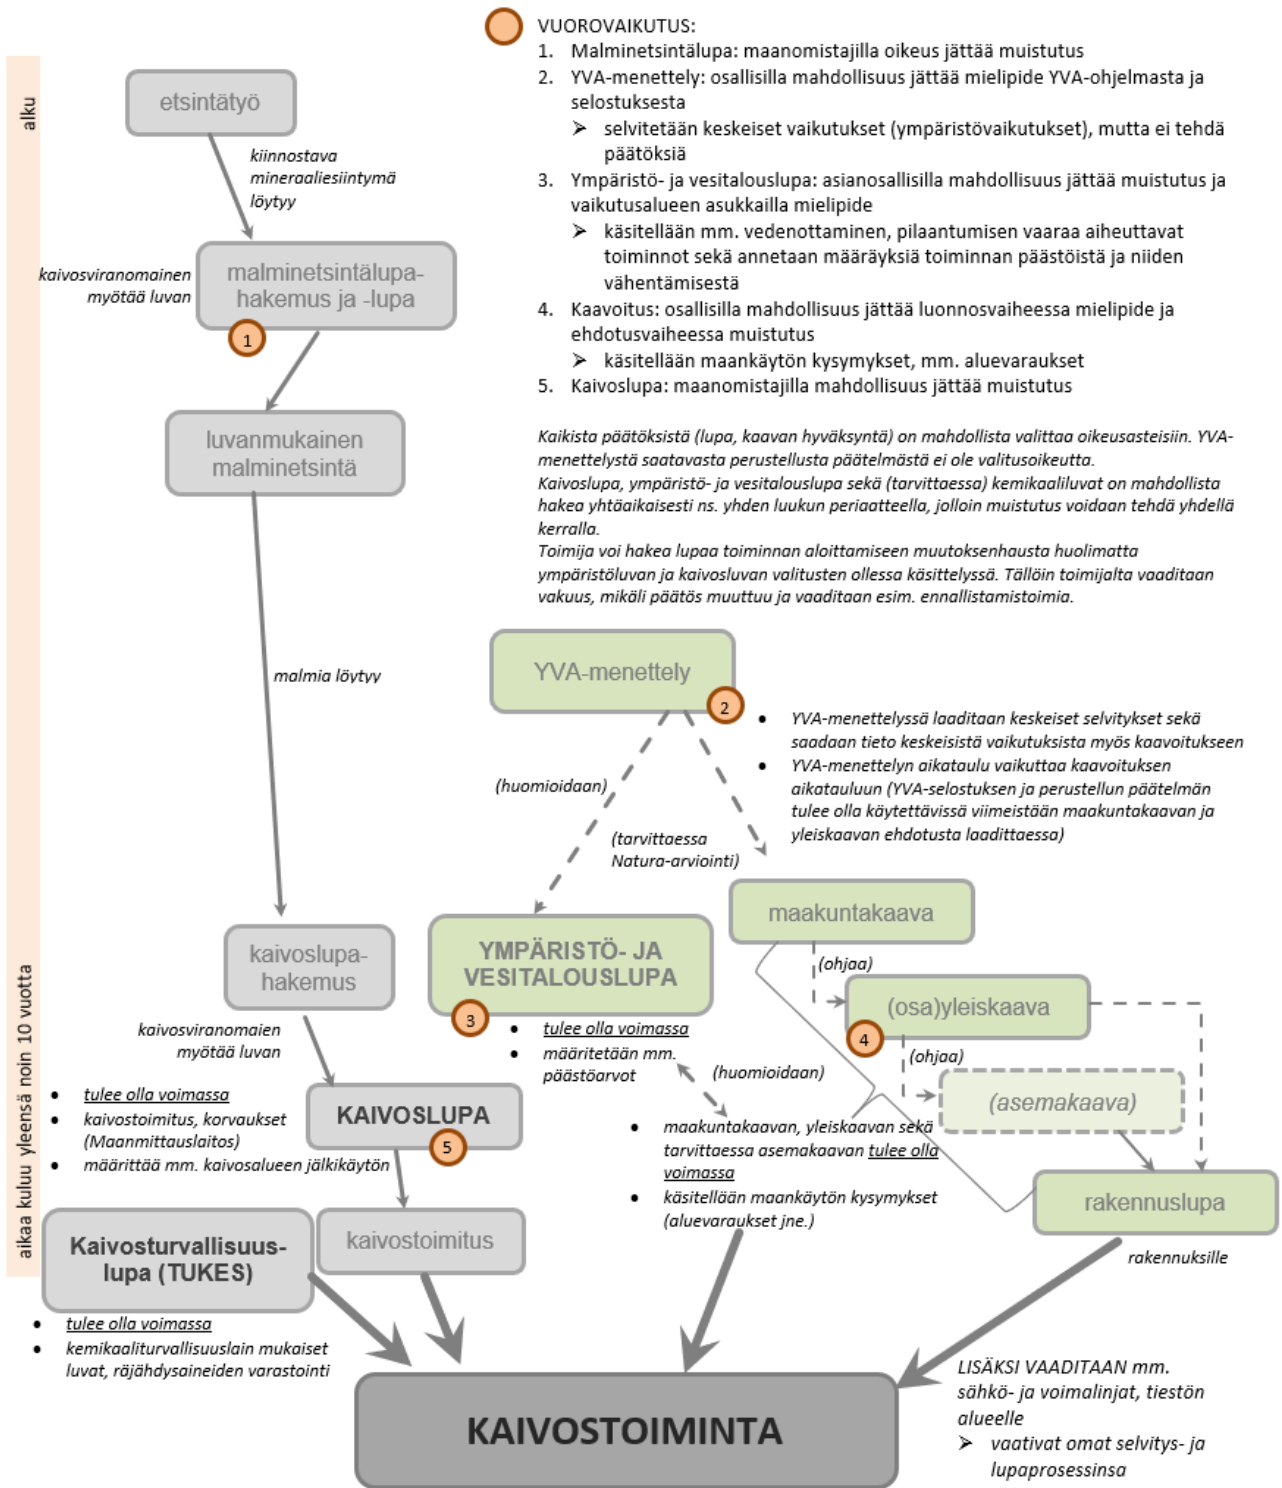 VUOROVAIKUTUS:
1. Malminetsintälupa: maanomistajilla oikeus jättää muistutus
2. YVA-menettely: osallisilla mahdollisuus jättää mielipide YVA-ohjelmasta ja
selostuksesta
➢ selvitetään keskeiset vaikutukset (ympäristövaikutukset), mutta ei tehdä
päätöksiä
3. Ympäristö- ja vesitalouslupa: asianosallisilla mahdollisuus jättää muistutus ja
vaikutusalueen asukkailla mielipide
➢ käsitellään mm. vedenottaminen, pilaantumisen vaaraa aiheuttavat
toiminnot sekä annetaan määräyksiä toiminnan päästöistä ja niiden
vähentämisestä
4. Kaavoitus: osallisilla mahdollisuus jättää luonnosvaiheessa mielipide ja
ehdotusvaiheessa muistutus
➢ käsitellään maankäytön kysymykset, mm. aluevaraukset
5. Kaivoslupa: maanomistajilla mahdollisuus jättää muistutus
Kaikista päätöksistä (lupa, kaavan hyväksyntä) on mahdollista valittaa oikeusasteisiin. YVA-
menettelystä saatavasta perustellusta päätelmästä ei ole valitusoikeutta.
Kaivoslupa, ympäristö- ja vesitalouslupa sekä (tarvittaessa) kemikaaliluvat on mahdollista
hakea yhtäaikaisesti ns. yhden luukun periaatteella, jolloin muistutus voidaan tehdä yhdellä
kerralla.
Toimija voi hakea lupaa toiminnan aloittamiseen muutoksenhausta huolimatta
ympäristöluvan ja kaivosluvan valitusten ollessa käsittelyssä. Tällöin toimijalta vaaditaan
vakuus, mikäli päätös muuttuu ja vaaditaan esim. ennallistamistoimia.
alku
aikaa kuluu yleensä noin 10 vuotta
etsintätyö
kiinnostava
mineraaliesiintymä
löytyy
kaivosviranomainen
myötää luvan
malminetsintälupa-
hakemus ja -lupa
1
luvanmukainen
malminetsintä
malmia löytyy
kaivoslupa-
hakemus
kaivosviranomaien
myötää luvan
• tulee olla voimassa
• kaivostoimitus, korvaukset
(Maanmittauslaitos)
• määrittää mm. kaivosalueen jälkikäytön
KAIVOSLUPA
5
kaivostoimitus
Kaivosturvallisuus-
lupa (TUKES)
• tulee olla voimassa
• kemikaaliturvallisuuslain mukaiset
luvat, räjähdysaineiden varastointi
YVA-menettely
2
• YVA-menettelyssä laaditaan keskeiset selvitykset sekä
saadaan tieto keskeisistä vaikutuksista myös kaavoitukseen
• YVA-menettelyn aikataulu vaikuttaa kaavoituksen
aikatauluun (YVA-selostuksen ja perustellun päätelmän
tulee olla käytettävissä viimeistään maakuntakaavan ja
yleiskaavan ehdotusta laadittaessa)
(huomioidaan)
(tarvittaessa
Natura-arviointi)
YMPÄRISTÖ- JA
VESITALOUSLUPA
3
• tulee olla voimassa
• määritetään mm.
päästöarvot
(huomioidaan)
maakuntakaava
(ohjaa)
(osa)yleiskaava
4
(ohjaa)
(asemakaava)
• maakuntakaavan, yleiskaavan sekä
tarvittaessa asemakaavan tulee olla
voimassa
• käsitellään maankäytön kysymykset
(aluevaraukset jne.)
rakennuslupa
rakennuksille
KAIVOSTOIMINTA
LISÄKSI VAADITAAN mm.
sähkö- ja voimalinjat, tiestön
alueelle
➢ vaativat omat selvitys- ja
lupaprosessinsa